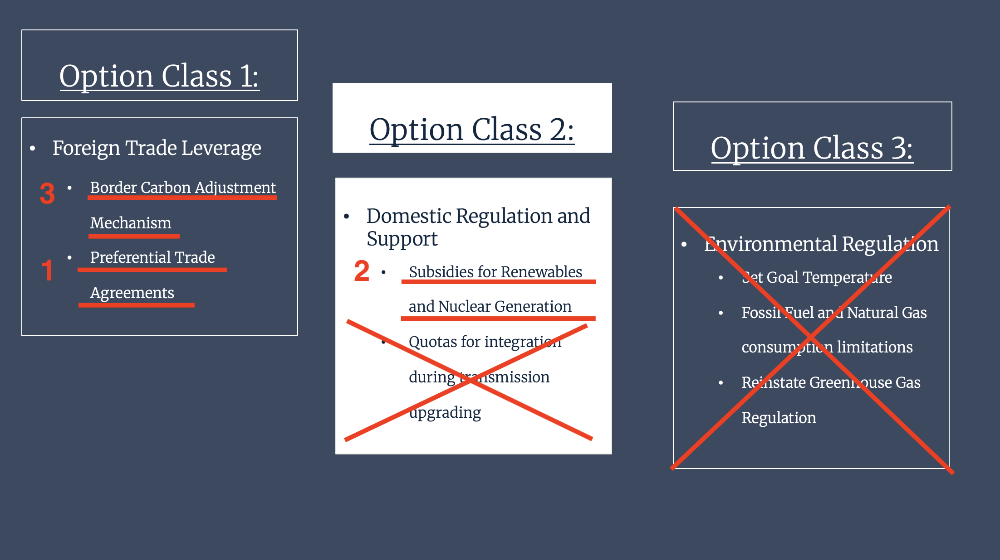 Option Class 1:
• Foreign Trade Leverage
3 • Border Carbon Adjustment
Mechanism
1 • Preferential Trade
Agreements
Option Class 2:
• Domestic Regulation and
Support
2 • Subsidies for Renewables
and Nuclear Generation
• Quotas for integration
during transmission
upgrading
Option Class 3:
• Environmental Regulation
• Set Goal Temperature
• Fossil Fuel and Natural Gas
consumption limitations
• Reinstate Greenhouse Gas
Regulation